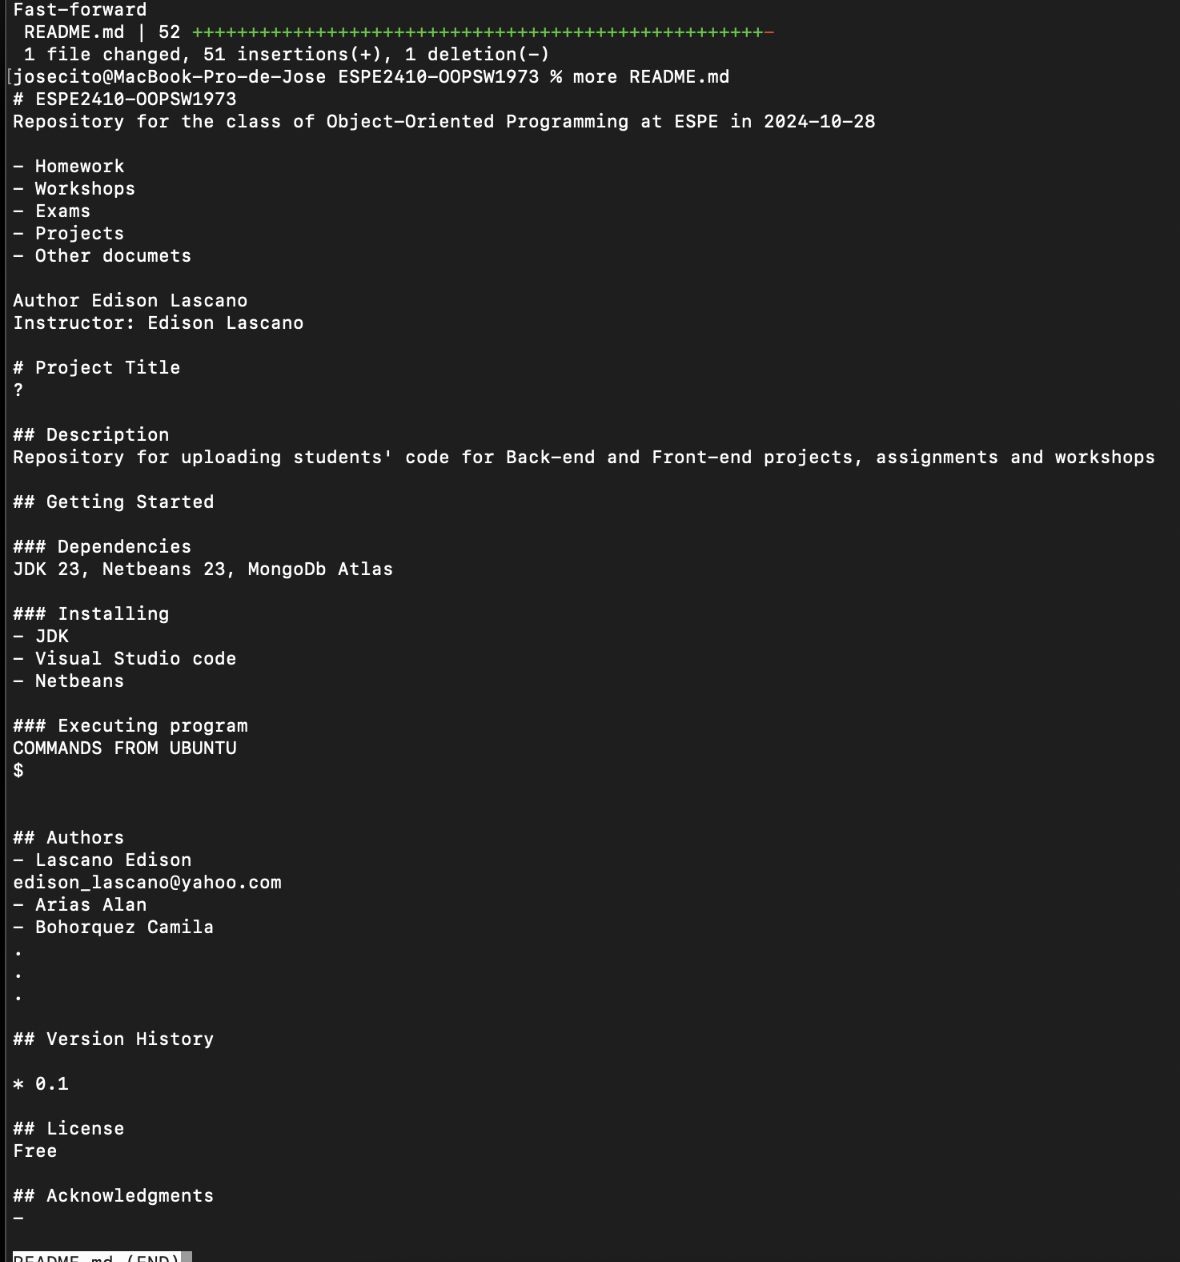 Fast-forward
README.md | 52 +++++++++++++++++++++++++++++++++++++++++++++++++++-
1 file changed, 51 insertions(+), 1 deletion(-)
[josecito@MacBook-Pro-de-Jose ESPE2410-OOPSW1973 % more README.md
# ESPE2410-OOPSW1973
Repository for the class of Object-Oriented Programming at ESPE in 2024-10-28
- Homework
- Workshops
- Exams
- Projects
- Other documets
Author Edison Lascano
Instructor: Edison Lascano
# Project Title
?
## Description
Repository for uploading students' code for Back-end and Front-end projects, assignments and workshops
## Getting Started
### Dependencies
JDK 23, Netbeans 23, MongoDb Atlas
### Installing
- JDK
- Visual Studio code
- Netbeans
### Executing program
COMMANDS FROM UBUNTU
$
## Authors
- Lascano Edison
edison_lascano@yahoo.com
- Arias Alan
- Bohorquez Camila
.
.
.
## Version History
* 0.1
## License
Free
## Acknowledgments
-
README.md (END)